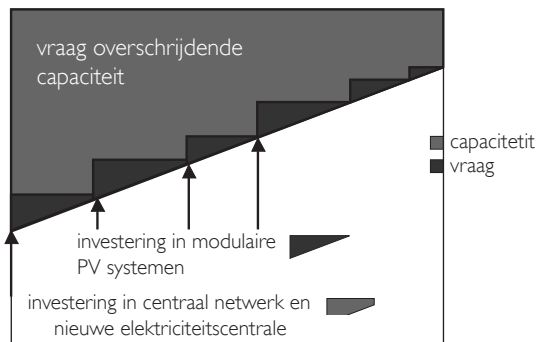 vraag overschrijdende
capaciteit
capacitetit
vraag
investering in modulaire
PV systemen
investering in centraal netwerk en
nieuwe elektriciteitscentrale